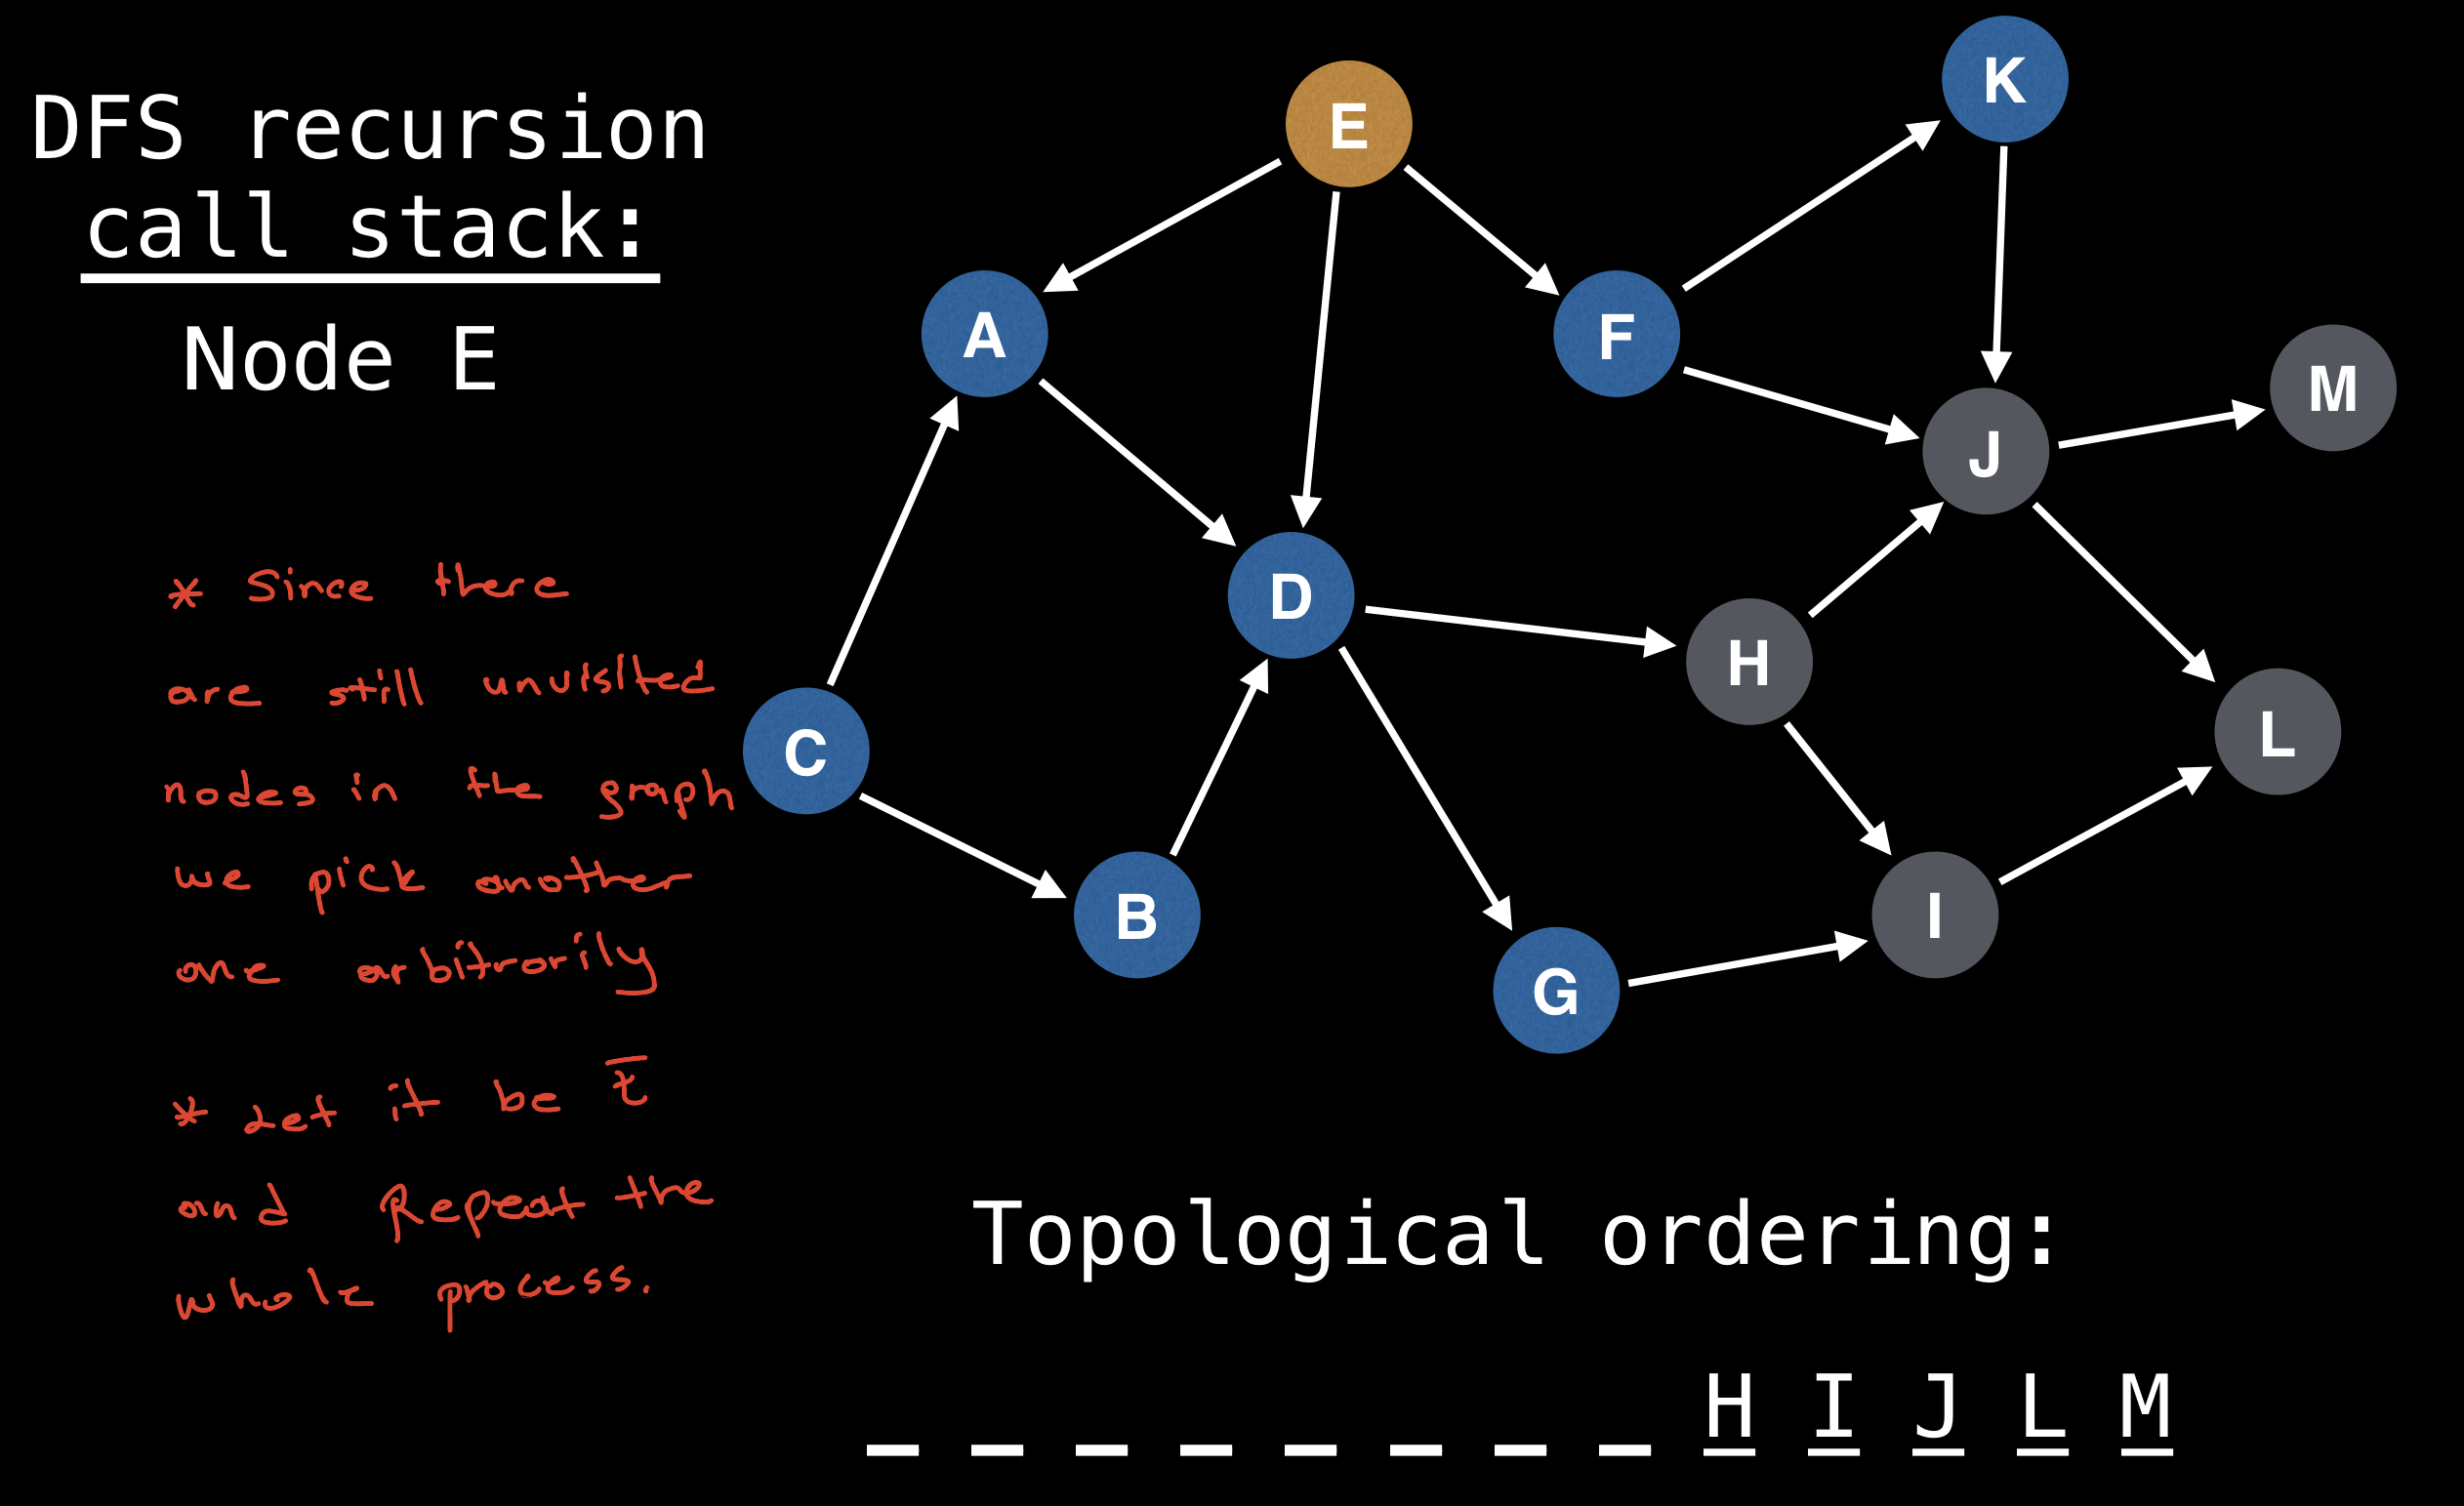 DFS recursion
call stack:
Node E
* Since there
are still unvisited
nodes in the graph
we pick another
one arbitrorily
* Let it be E
and Repeat the
whole process.
E
K
A
F
M
J
D
H
C
L
B
I
G
Topological ordering:
_ _ _ _ _ _ _ _ H I J L M